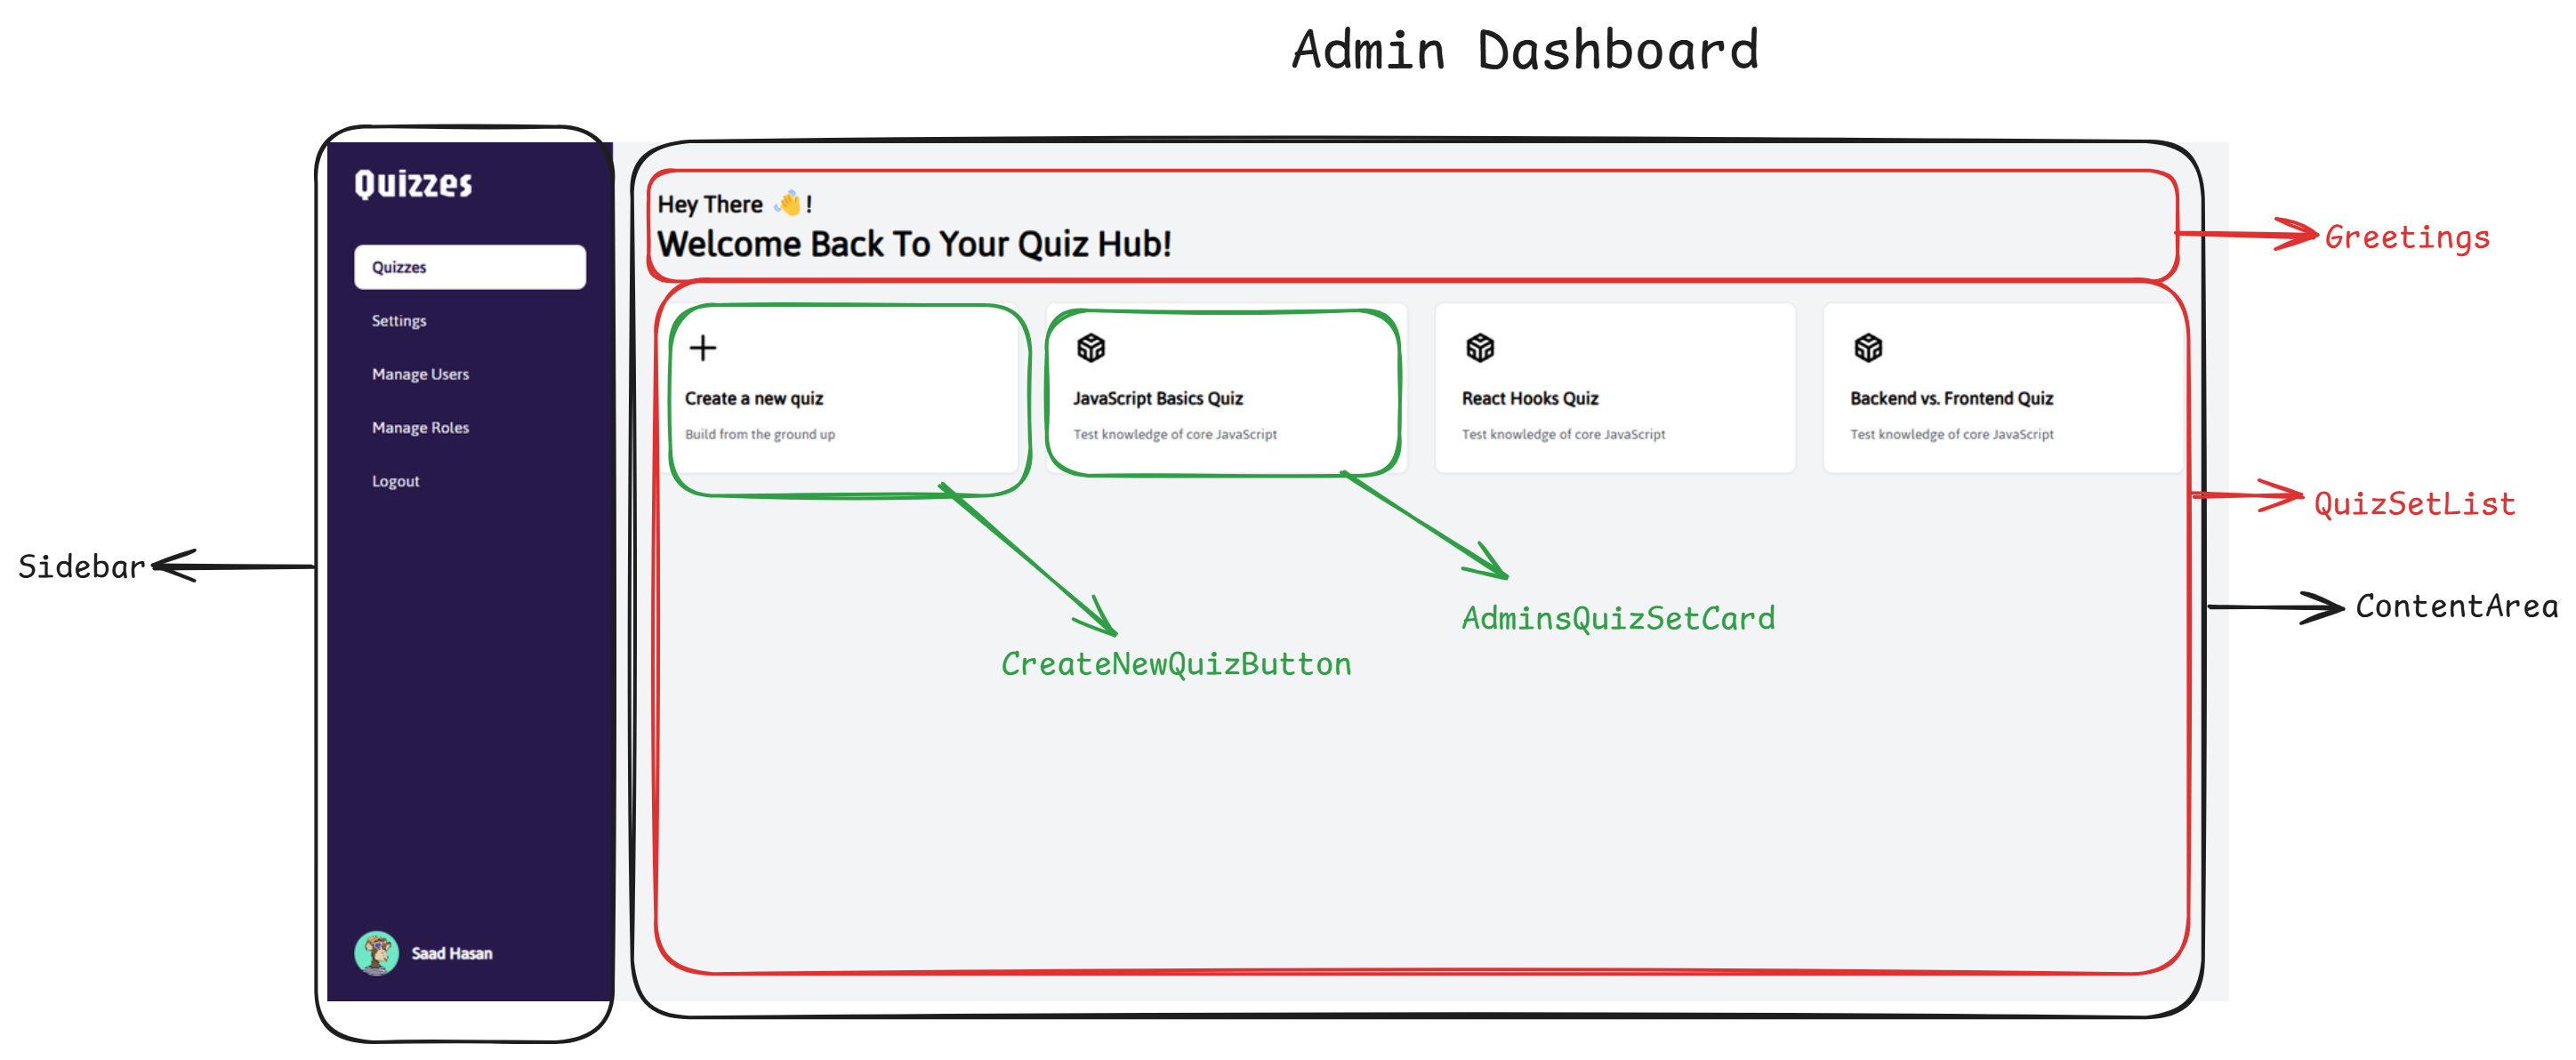 Admin Dashboard
Quizzes
Quizzes
Settings
Manage Users
Manage Roles
Logout
Saad Hasan
Sidebar
Hey There 👋 !
Welcome Back To Your Quiz Hub!
Greetings
Create a new quiz
Build from the ground up
JavaScript Basics Quiz
Test knowledge of core JavaScript
React Hooks Quiz
Test knowledge of core JavaScript
Backend vs. Frontend Quiz
Test knowledge of core JavaScript
QuizSetList
ContentArea
AdminsQuizSetCard
CreateNewQuizButton